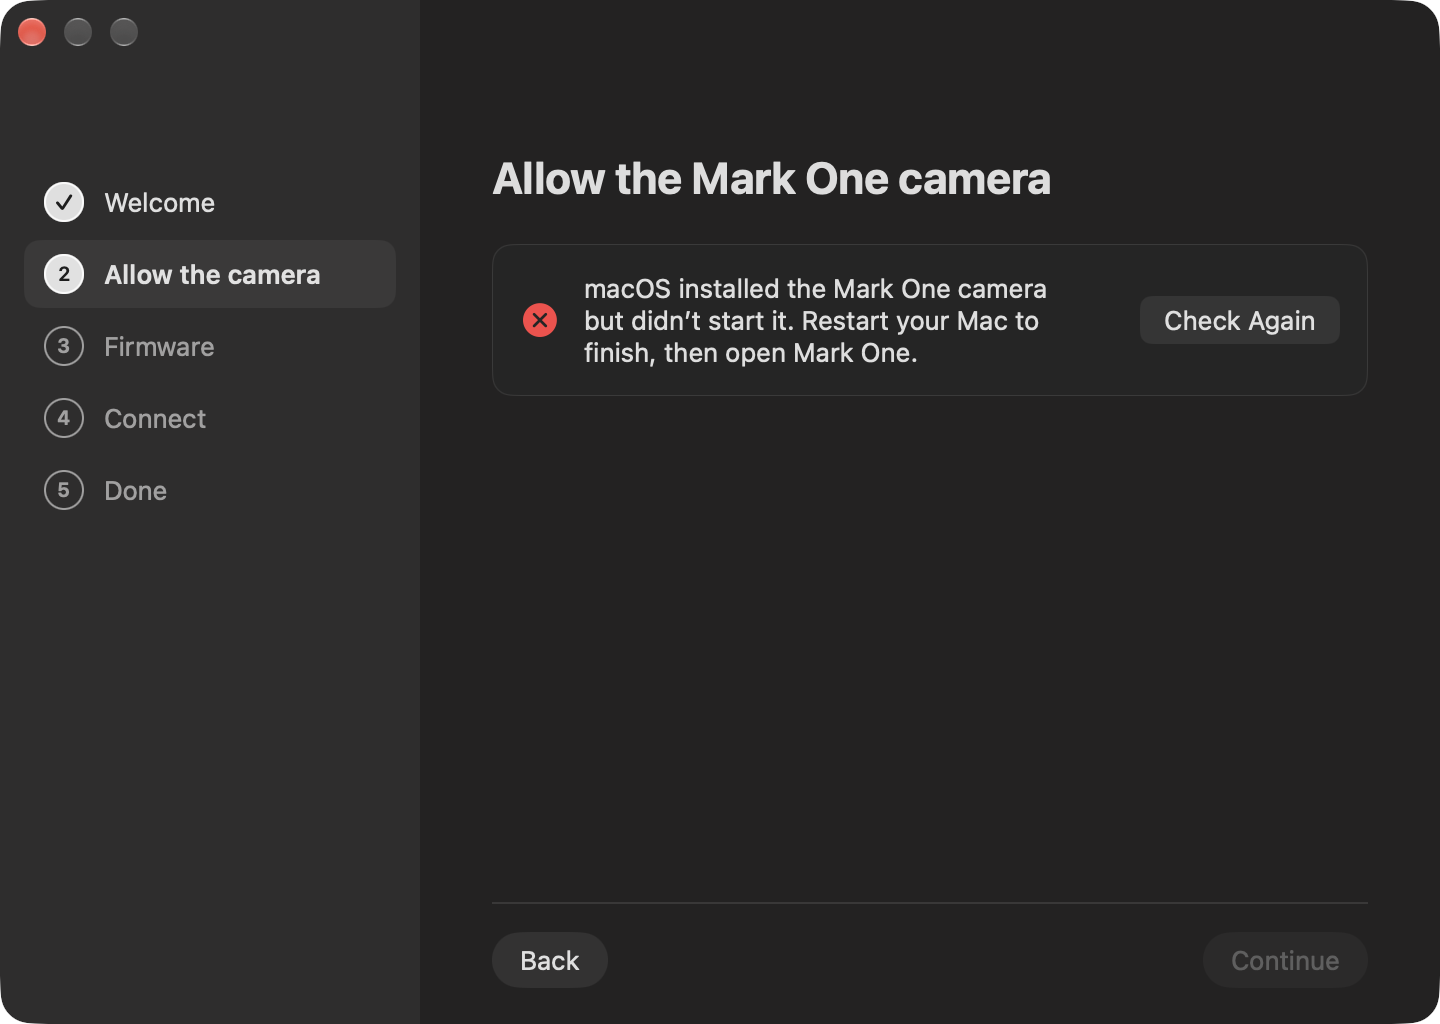 Welcome
2 Allow the camera
3 Firmware
4 Connect
5 Done
Allow the Mark One camera
macOS installed the Mark One camera
but didn’t start it. Restart your Mac to
finish, then open Mark One.
Check Again
Back
Continue